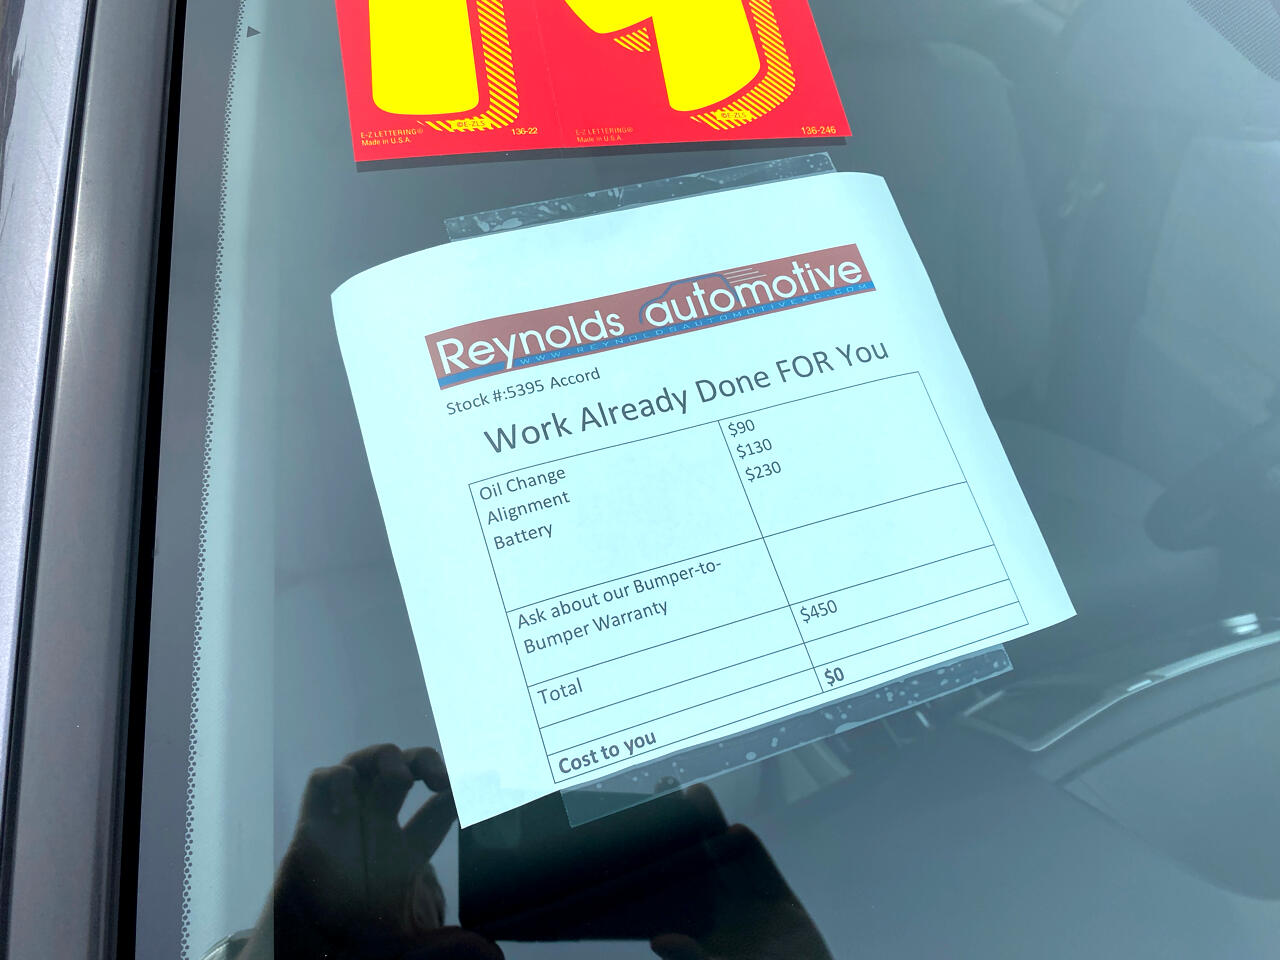 E-Z LETTERING®
Made in U.S.A.
©E-ZLS
136-22
E-Z LETTERING®
Made in U.S.A.
©E-ZLS
136-246
Reynolds automotive
WWW.REYNOLDSAUTOMOTIVEKC.COM
Stock #:5395 Accord
Work Already Done FOR You
Oil Change $90
Alignment $130
Battery $230
Ask about our Bumper-to-
Bumper Warranty
Total $450
Cost to you $0